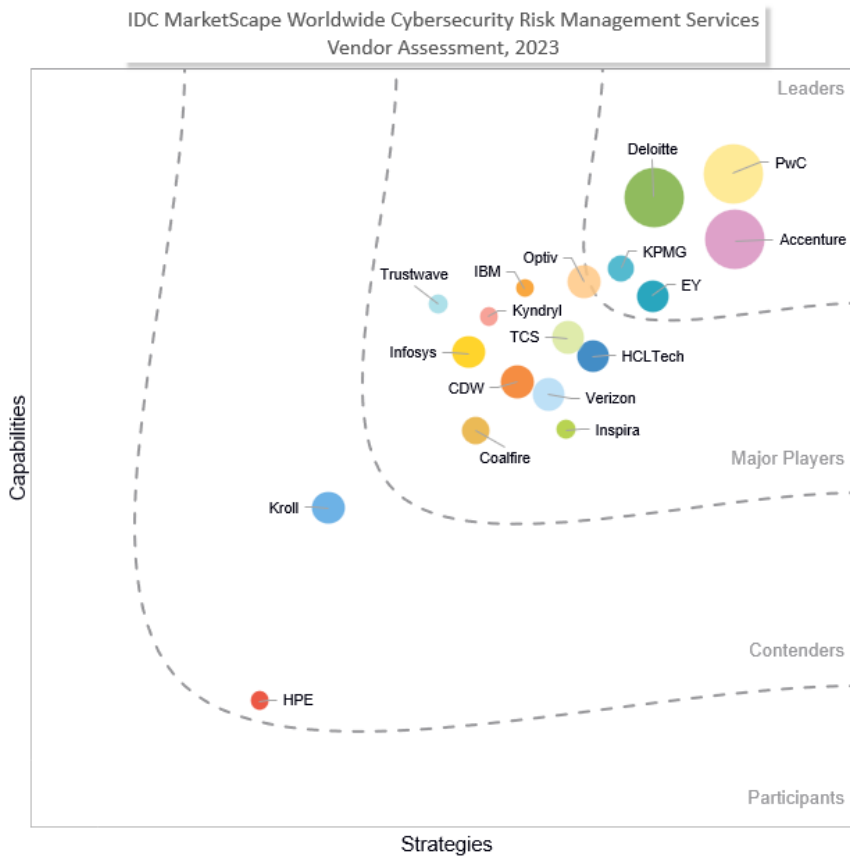 IDC MarketScape Worldwide Cybersecurity Risk Management Services
Vendor Assessment, 2023
Leaders
Deloitte
PwC
Accenture
KPMG
Optiv
IBM
EY
Trustwave
Kyndryl
TCS
Infosys
HCLTech
CDW
Verizon
Inspira
Coalfire
Major Players
Capabilities
Kroll
Contenders
HPE
Participants
Strategies